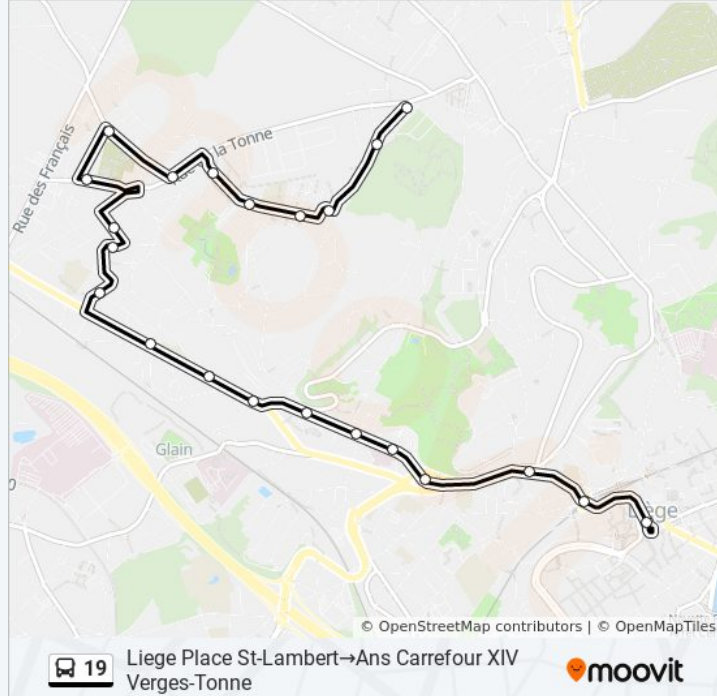 Rue des Français
la Tonne
Glain
0
Liège
© OpenStreetMap contributors | © OpenMapTiles
19
Liege Place St-Lambert→Ans Carrefour XIV
Verges-Tonne
moovit